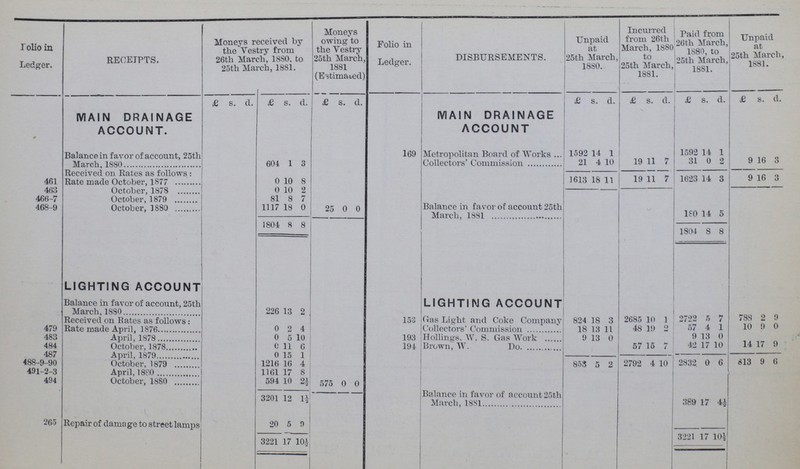 Folio in Ledger. RECEIPTS. Moneys received by the Vestry from 26th March, 1880, to 25th March, 1881. Moneys owing to the Vestry 25th March, 1881 (Estimated) Folio in Ledger. DISBURSEMENTS. Unpaid at 25th March, 1880. Incurred from 26th March, 1880 to 25th March, 1881. Paid from 26th March, 1880, to 25th March, 1881. Unpaid at 25th March, 1881.
£ s. d. £ s. d. £ s. d. £ s. d. £ s. d. £ s. d. £ s. d.
MAIN DRAINAGE ACCOUNT.
Balance in favor of account, 25th
March, 1880 604 1 3
Received on Rates as follows:
461 Rate made October, 1877 0 10 8
463 October, 1878 0 10 2
466-7 October, 1879 81 8 7
468-9 October, 1880 1117 18 0 25 0 0
1804 8 8
MAIN DRAINAGE ACCOUNT
169 Metropolitan Board of Works ... 1592 14 1 1592 14 1
Collectors' Commission 21 4 10 19 11 7 31 0 2 9 16 3
1613 18 11 19 11 7 1623 14 3 9 16 3
Balance in favor of account 25th
March, 1881 180 14 5
1804 8 8
LIGHTING ACCOUNT
Balance in favor of account, 25th
March, 1880 226 13 2
Received on Rates as follows:
479 Rate made April, 1876 0 2 4
483 April, 1878 0 5 10
484 October, 1878 0 11 6
487 April, 1879 0 15 1
488-9-90 October, 1879 1216 16 4
491-2-3 April, 1880 1161 17 8
494 October, 1880 594 10 2½ 575 0 0
3201 12 1½
265 Repair of damage to street lamps 20 5 9
3221 17 10½
LIGHTING ACCOUNT
153 Gas Light and Coke Company 824 18 3 2685 10 1 2722 5 7 788 2 9
Collectors' Commission 18 13 11 48 19 2 57 4 1 10 9 0
193 Hollings, W. S. Gas Work 9 13 0 9 13 0
194 Brown, W. Do. 57 15 7 42 17 10 14 17 9
853 5 2 2792 4 10 2832 0 6 813 9 6
Balance in favor of account 25th
March, 1881 389 17 4½
3221 17 10½